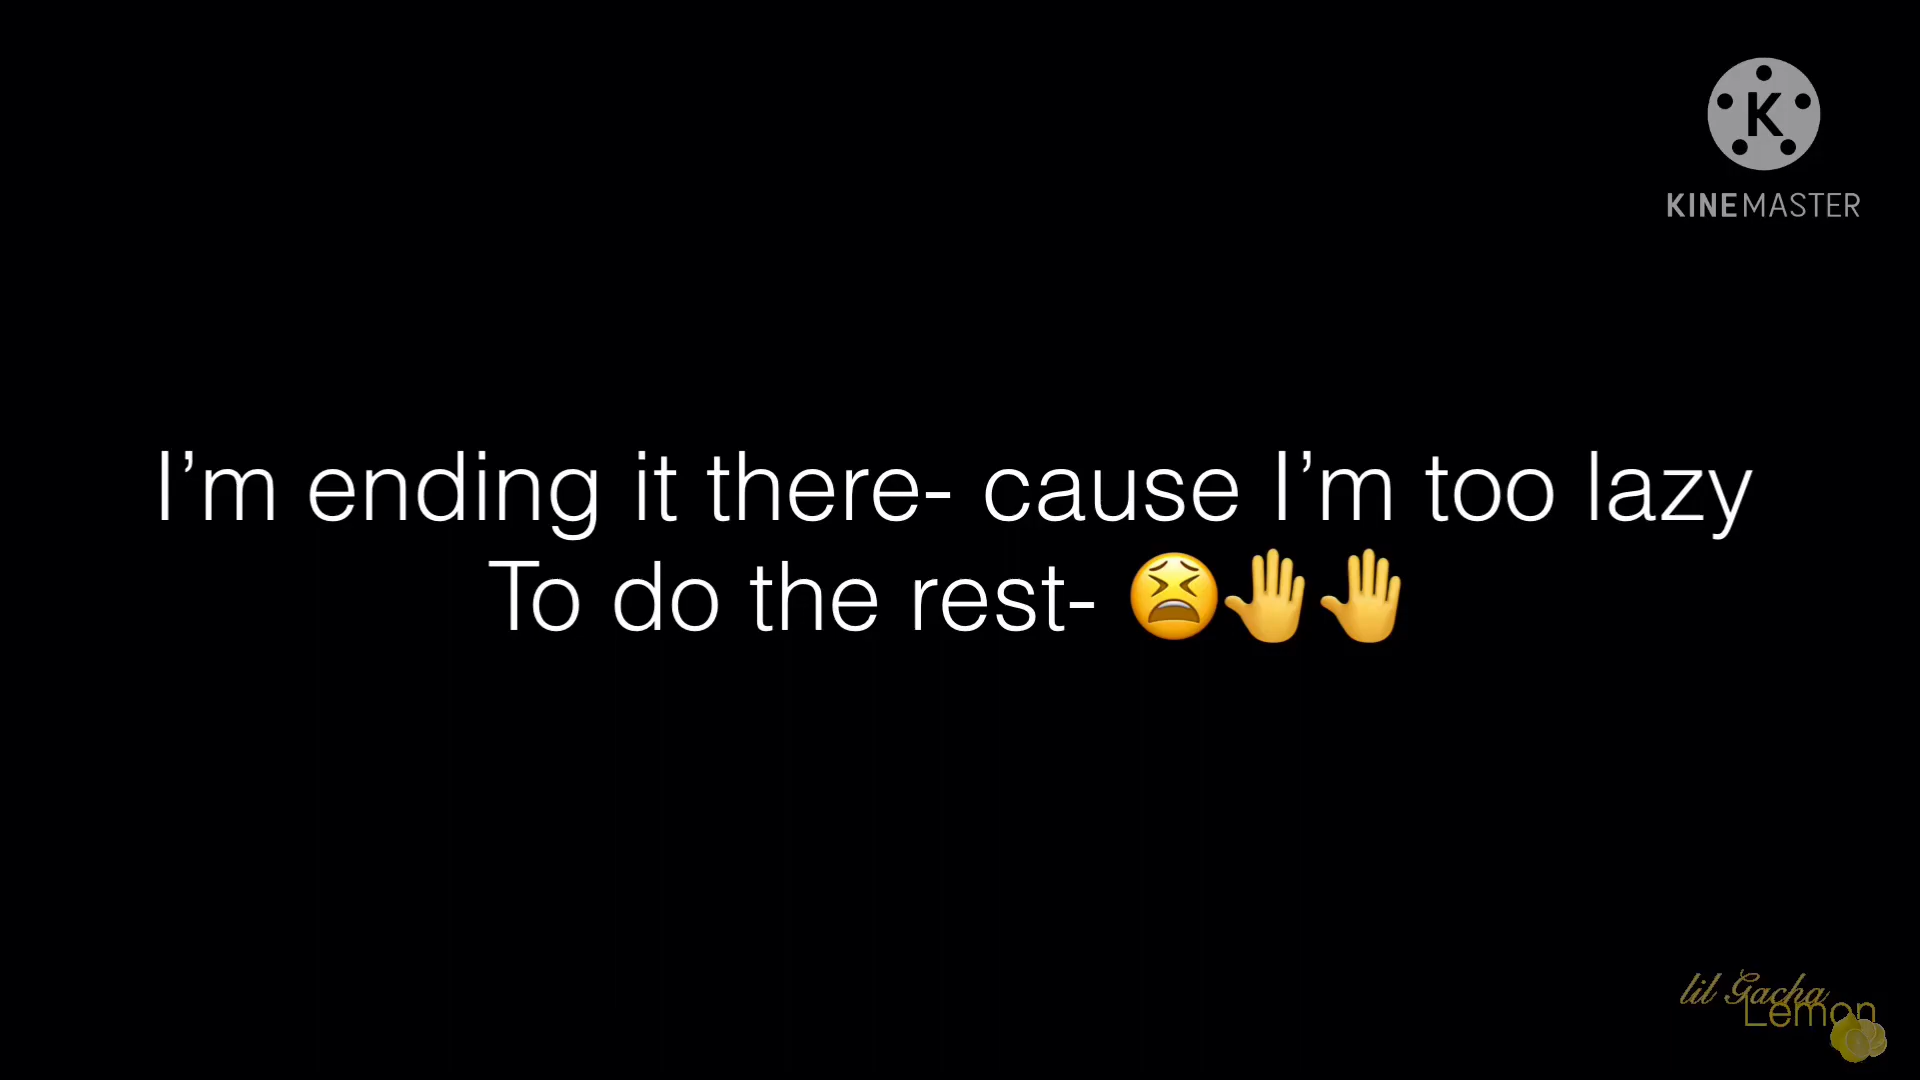 K
KINEMASTER
I’m ending it there- cause I’m too lazy
To do the rest- 😫🤚🤚
lil Gacha
Lemon